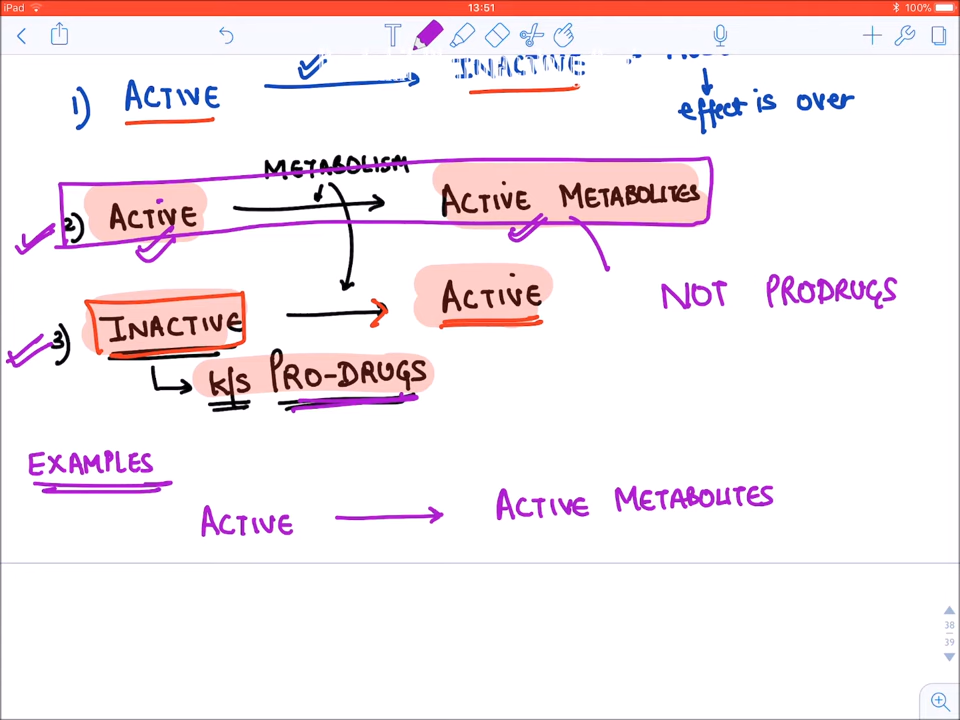 iPad 13:51 100%
T
1) ACTIVE INACTIVE
effect is over
METABOLISM
2) ACTIVE ACTIVE METABOLITES
3) INACTIVE ACTIVE NOT PRODRUGS
K/S PRO-DRUGS
EXAMPLES
ACTIVE ACTIVE METABOLITES
38
39